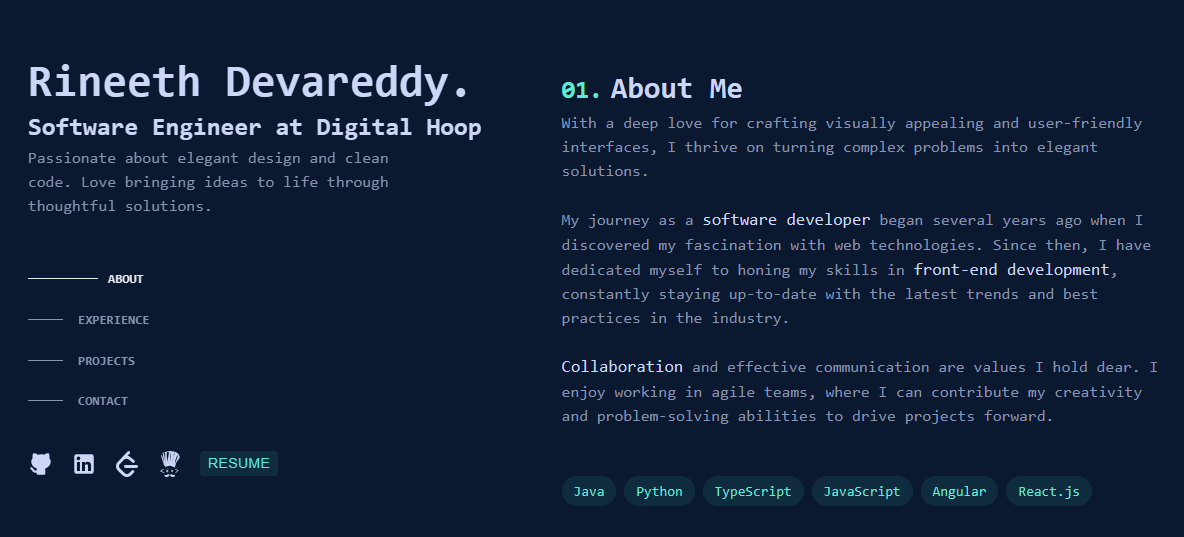 Rineeth Devareddy.
Software Engineer at Digital Hoop
Passionate about elegant design and clean
code. Love bringing ideas to life through
thoughtful solutions.
ABOUT
EXPERIENCE
PROJECTS
CONTACT
RESUME
01. About Me
With a deep love for crafting visually appealing and user-friendly
interfaces, I thrive on turning complex problems into elegant
solutions.
My journey as a software developer began several years ago when I
discovered my fascination with web technologies. Since then, I have
dedicated myself to honing my skills in front-end development,
constantly staying up-to-date with the latest trends and best
practices in the industry.
Collaboration and effective communication are values I hold dear. I
enjoy working in agile teams, where I can contribute my creativity
and problem-solving abilities to drive projects forward.
Java Python TypeScript JavaScript Angular React.js